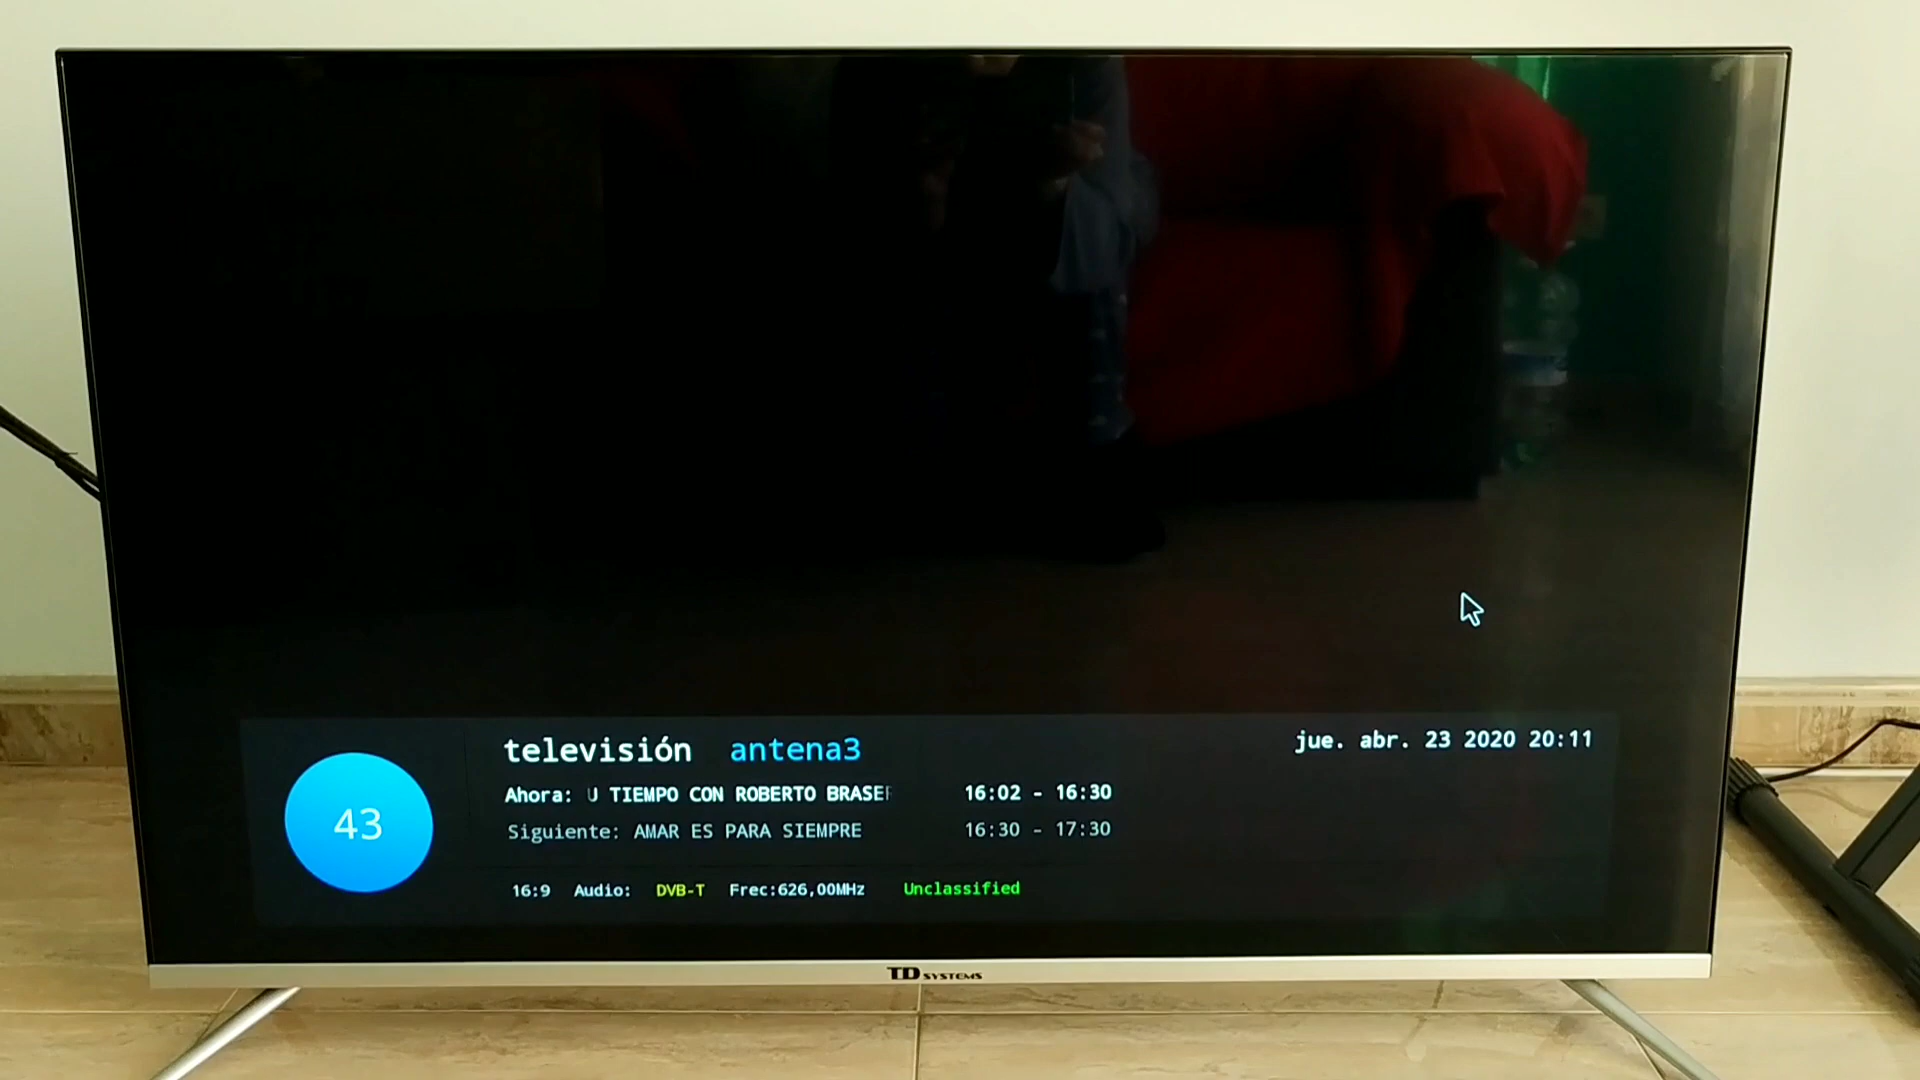 televisión antena3
jue. abr. 23 2020 20:11
43
Ahora: U TIEMPO CON ROBERTO BRASER 16:02 - 16:30
Siguiente: AMAR ES PARA SIEMPRE 16:30 - 17:30
16:9 Audio: DVB-T Frec:626,00MHz Unclassified
TD SYSTEMS